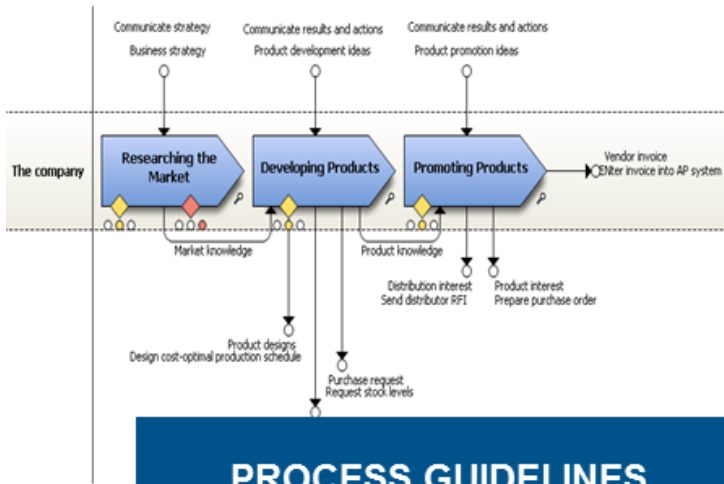 Communicate strategy
Business strategy
Communicate results and actions
Product development ideas
Communicate results and actions
Product promotion ideas
The company
Researching the
Market
Developing Products
Promoting Products
Vendor invoice
ENter invoice into AP system
Market knowledge
Product knowledge
Distribution interest
Send distributor RFI
Product interest
Prepare purchase order
Product designs
Design cost-optimal production schedule
Purchase request
Request stock levels
PROCESS GUIDELINES